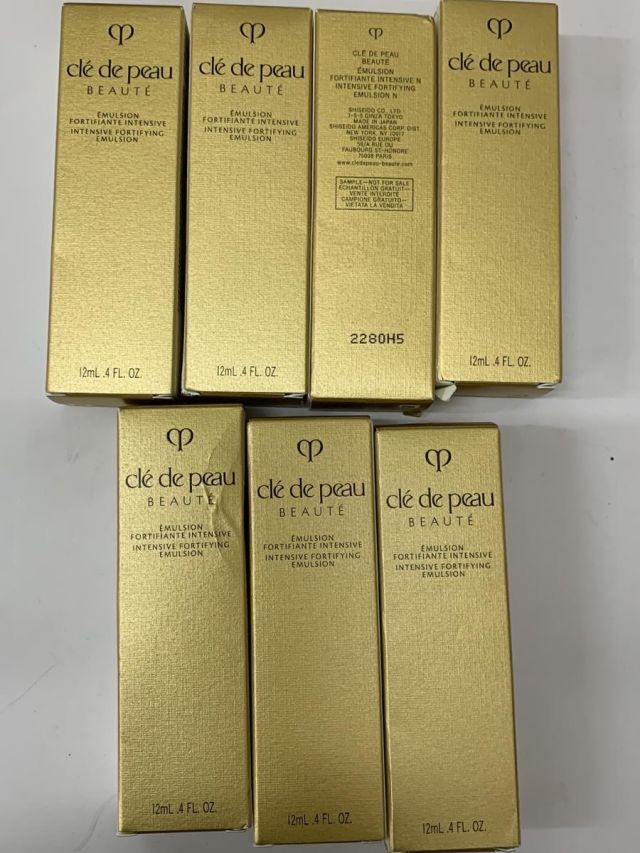 clé de peau
BEAUTÉ
ÉMULSION
FORTIFIANTE INTENSIVE
INTENSIVE FORTIFYING
EMULSION
12mL .4 FL. OZ.
clé de peau
BEAUTÉ
ÉMULSION
FORTIFIANTE INTENSIVE
INTENSIVE FORTIFYING
EMULSION
12mL .4 FL. OZ.
CLÉ DE PEAU
BEAUTÉ
ÉMULSION
FORTIFIANTE INTENSIVE N
INTENSIVE FORTIFYING
EMULSION N
SHISEIDO CO., LTD.
7-5-5 GINZA TOKYO
MADE IN JAPAN
SHISEIDO AMERICAS CORP. DIST.
NEW YORK, NY 10017
SHISEIDO EUROPE
56/A RUE DU
FAUBOURG ST-HONORÉ
75008 PARIS
www.cledepeau-beaute.com
SAMPLE—NOT FOR SALE
ÉCHANTILLON GRATUIT—
VENTE INTERDITE
CAMPIONE GRATUITO—
VIETATA LA VENDITA
2280H5
clé de peau
BEAUTÉ
ÉMULSION
FORTIFIANTE INTENSIVE
INTENSIVE FORTIFYING
EMULSION
12mL .4 FL. OZ.
clé de peau
BEAUTÉ
ÉMULSION
FORTIFIANTE INTENSIVE
INTENSIVE FORTIFYING
EMULSION
12mL .4 FL. OZ.
clé de peau
BEAUTÉ
ÉMULSION
FORTIFIANTE INTENSIVE
INTENSIVE FORTIFYING
EMULSION
12mL .4 FL. OZ.
clé de peau
BEAUTÉ
ÉMULSION
FORTIFIANTE INTENSIVE
INTENSIVE FORTIFYING
EMULSION
12mL .4 FL. OZ.